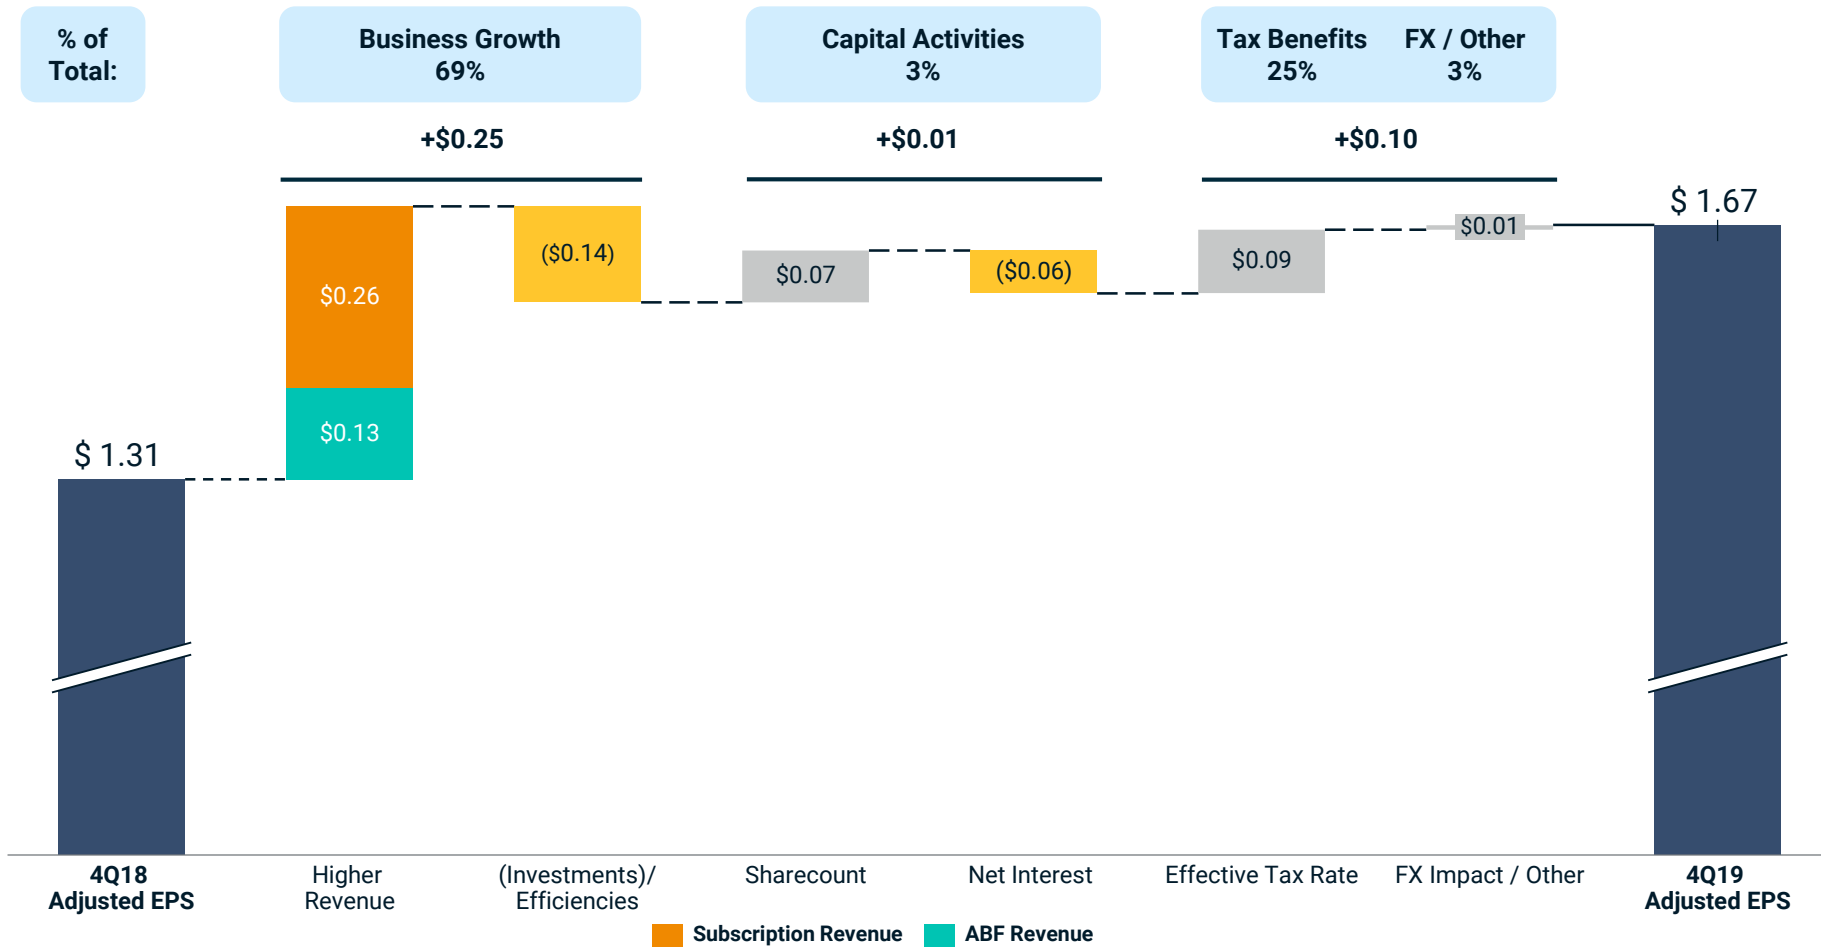 % of
Total:
Business Growth
69%
Capital Activities
3%
Tax Benefits FX / Other
25% 3%
+$0.25
+$0.01
+$0.10
$ 1.31
$0.26
$0.13
($0.14)
$0.07
($0.06)
$0.09
$0.01
$ 1.67
4Q18
Adjusted EPS
Higher
Revenue
(Investments)/
Efficiencies
Sharecount
Net Interest
Effective Tax Rate
FX Impact / Other
4Q19
Adjusted EPS
Subscription Revenue
ABF Revenue